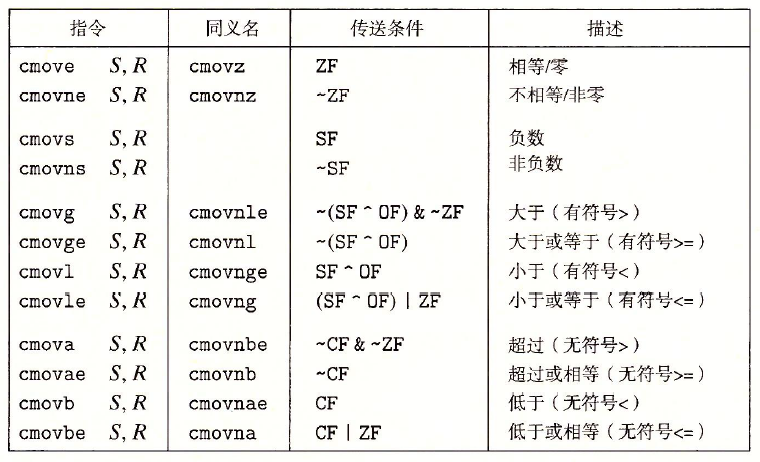 指令 同义名 传送条件 描述
cmove S, R cmovz ZF 相等/零
cmovne S, R cmovnz ~ZF 不相等/非零
cmovs S, R SF 负数
cmovns S, R ~SF 非负数
cmovg S, R cmovnle ~(SF ^ OF) & ~ZF 大于（有符号>）
cmovge S, R cmovnl ~(SF ^ OF) 大于或等于（有符号>=）
cmovl S, R cmovnge SF ^ OF 小于（有符号<）
cmovle S, R cmovng (SF ^ OF) | ZF 小于或等于（有符号<=）
cmova S, R cmovnbe ~CF & ~ZF 超过（无符号>）
cmovae S, R cmovnb ~CF 超过或相等（无符号>=）
cmovb S, R cmovnae CF 低于（无符号<）
cmovbe S, R cmovna CF | ZF 低于或相等（无符号<=）